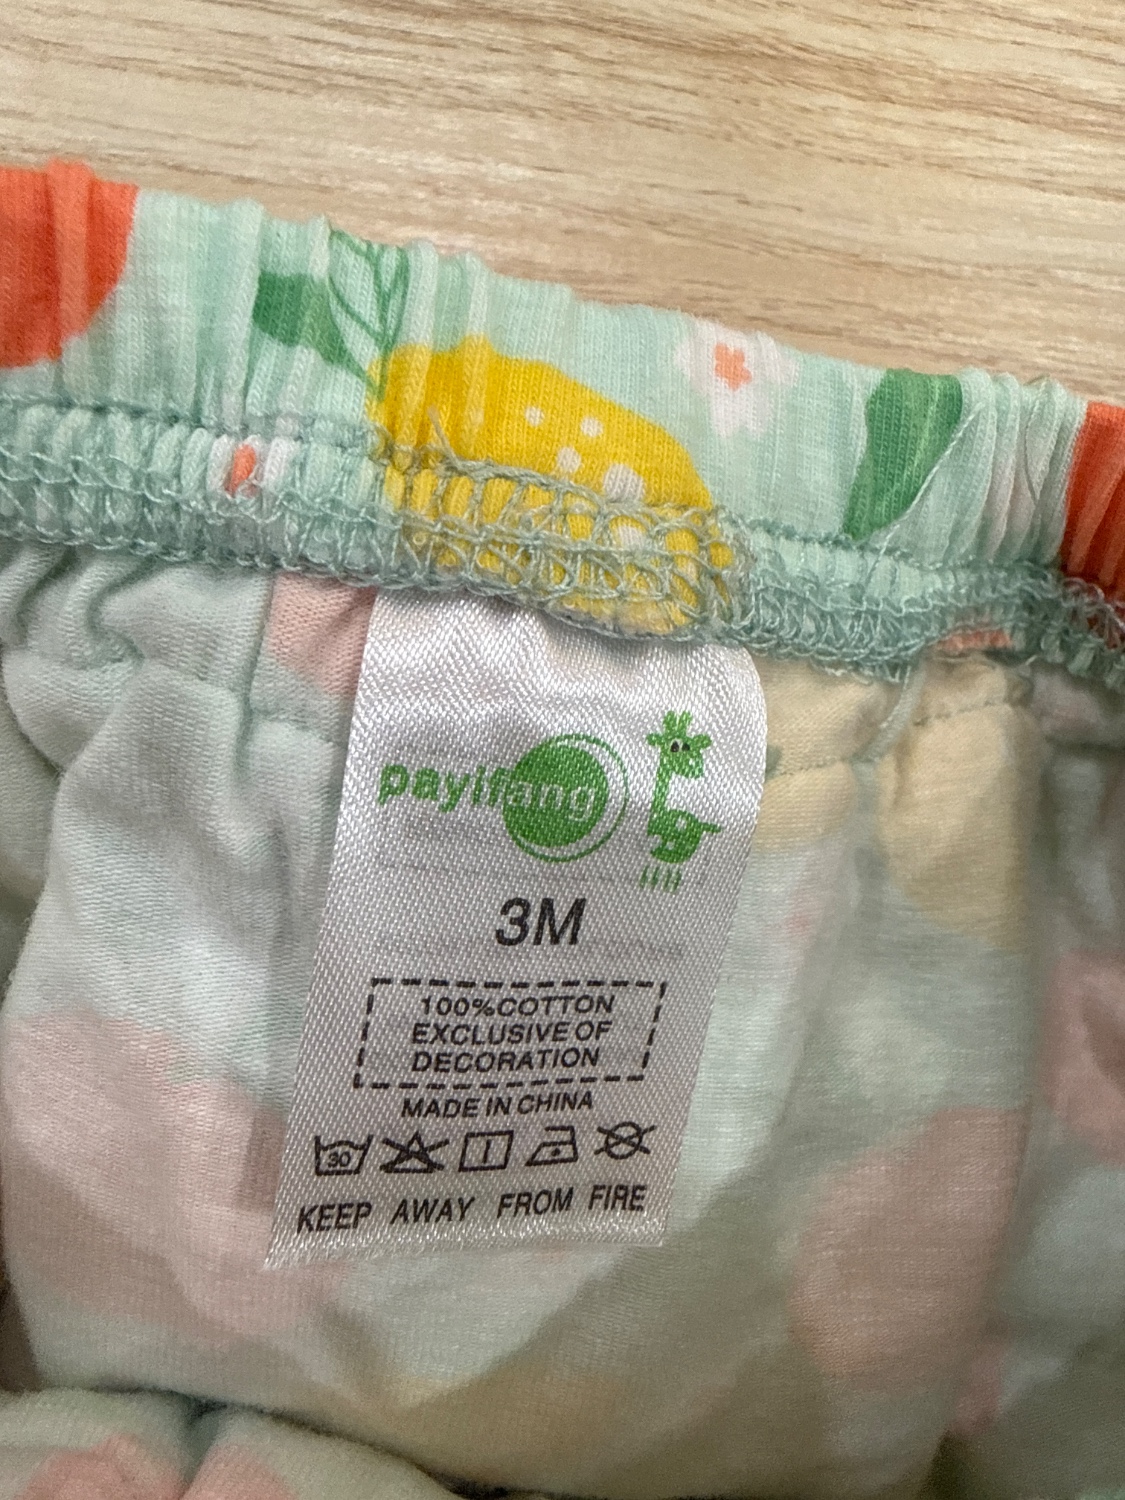 payifang
3M
100%COTTON
EXCLUSIVE OF
DECORATION
MADE IN CHINA
30
KEEP AWAY FROM FIRE